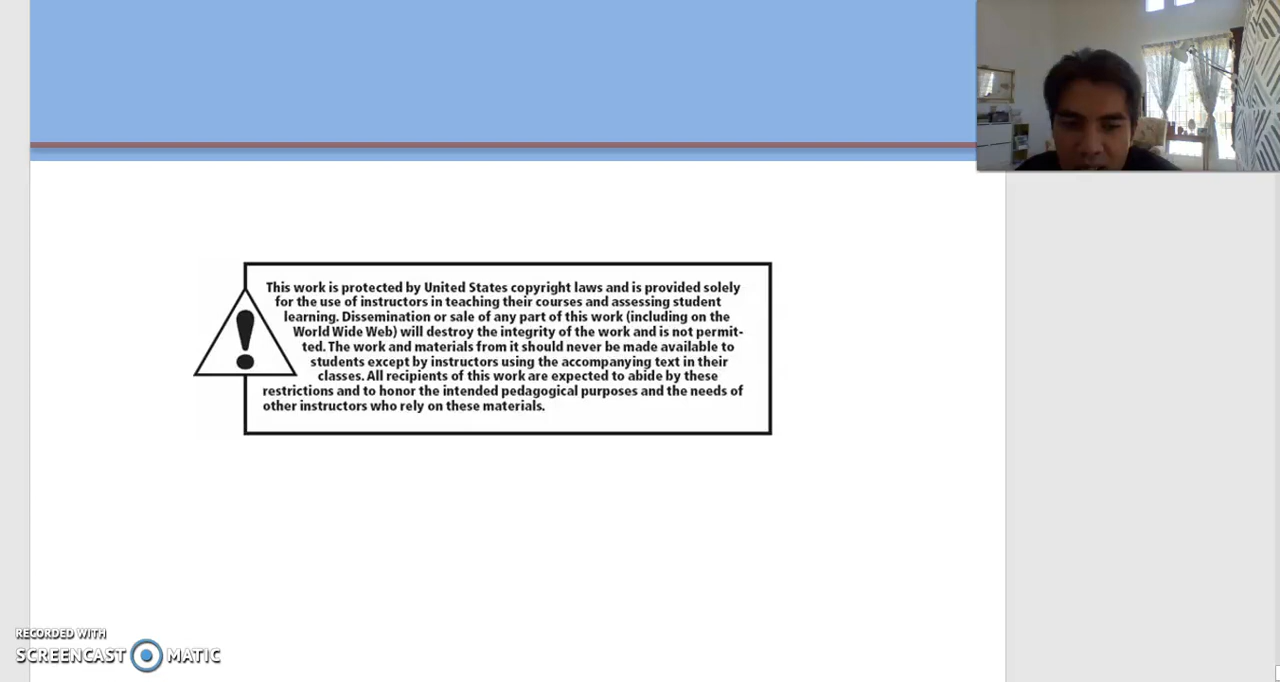 This work is protected by United States copyright laws and is provided solely
for the use of instructors in teaching their courses and assessing student
learning. Dissemination or sale of any part of this work (including on the
World Wide Web) will destroy the integrity of the work and is not permit-
ted. The work and materials from it should never be made available to
students except by instructors using the accompanying text in their
classes. All recipients of this work are expected to abide by these
restrictions and to honor the intended pedagogical purposes and the needs of
other instructors who rely on these materials.
RECORDED WITH
SCREENCAST MATIC